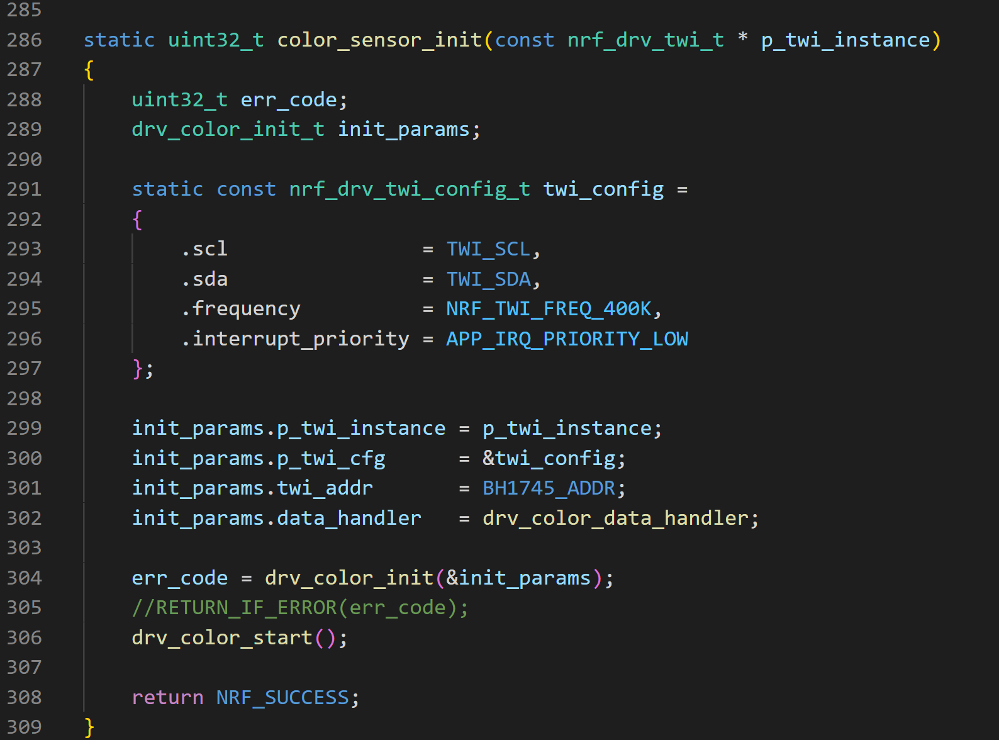 285
286 static uint32_t color_sensor_init(const nrf_drv_twi_t * p_twi_instance)
287 {
288     uint32_t err_code;
289     drv_color_init_t init_params;
290
291     static const nrf_drv_twi_config_t twi_config =
292     {
293         .scl                = TWI_SCL,
294         .sda                = TWI_SDA,
295         .frequency          = NRF_TWI_FREQ_400K,
296         .interrupt_priority = APP_IRQ_PRIORITY_LOW
297     };
298
299     init_params.p_twi_instance = p_twi_instance;
300     init_params.p_twi_cfg      = &twi_config;
301     init_params.twi_addr       = BH1745_ADDR;
302     init_params.data_handler   = drv_color_data_handler;
303
304     err_code = drv_color_init(&init_params);
305     //RETURN_IF_ERROR(err_code);
306     drv_color_start();
307
308     return NRF_SUCCESS;
309 }